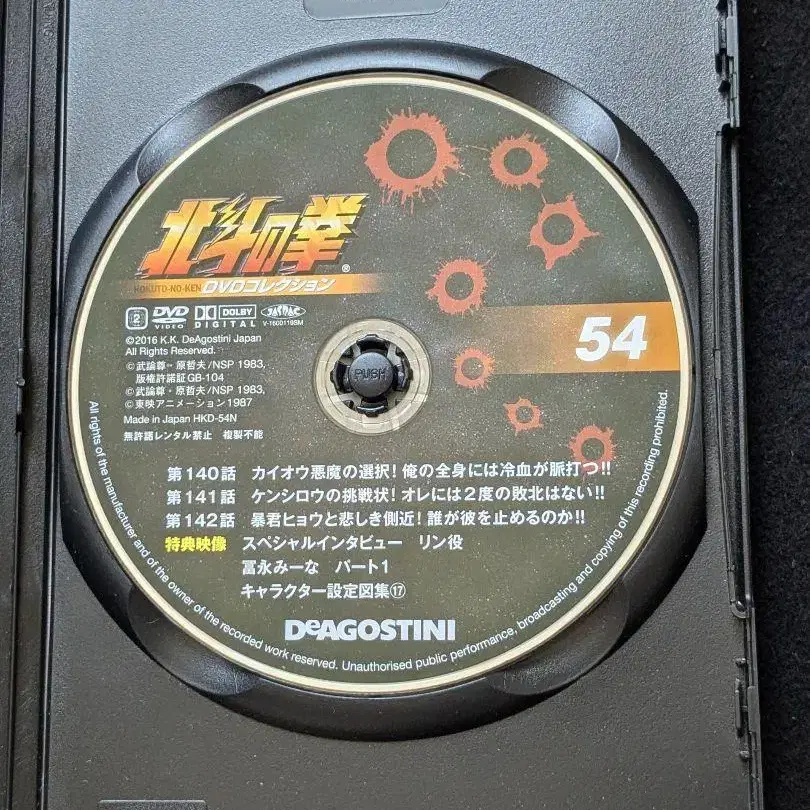 北斗の拳®
HOKUTO-NO-KEN DVDコレクション
2 DVD VIDEO DOLBY DIGITAL JASRAC V-1600119SM
54
©2016 K.K. DeAgostini Japan
All Rights Reserved.
©武論尊・原哲夫/NSP 1983,
版権許諾証GB-104
©武論尊・原哲夫/NSP 1983,
©東映アニメーション1987
Made in Japan HKD-54N
無許諾レンタル禁止 複製不能
PUSH
第140話 カイオウ悪魔の選択！俺の全身には冷血が脈打つ!!
第141話 ケンシロウの挑戦状！オレには2度の敗北はない!!
第142話 暴君ヒョウと悲しき側近！誰が彼を止めるのか!!
特典映像 スペシャルインタビュー リン役
冨永みーな パート1
キャラクター設定図集⑰
DeAGOSTINI
All rights of the manufacturer and of the owner of the recorded work reserved. Unauthorised public performance, broadcasting and copying of this recording prohibited.